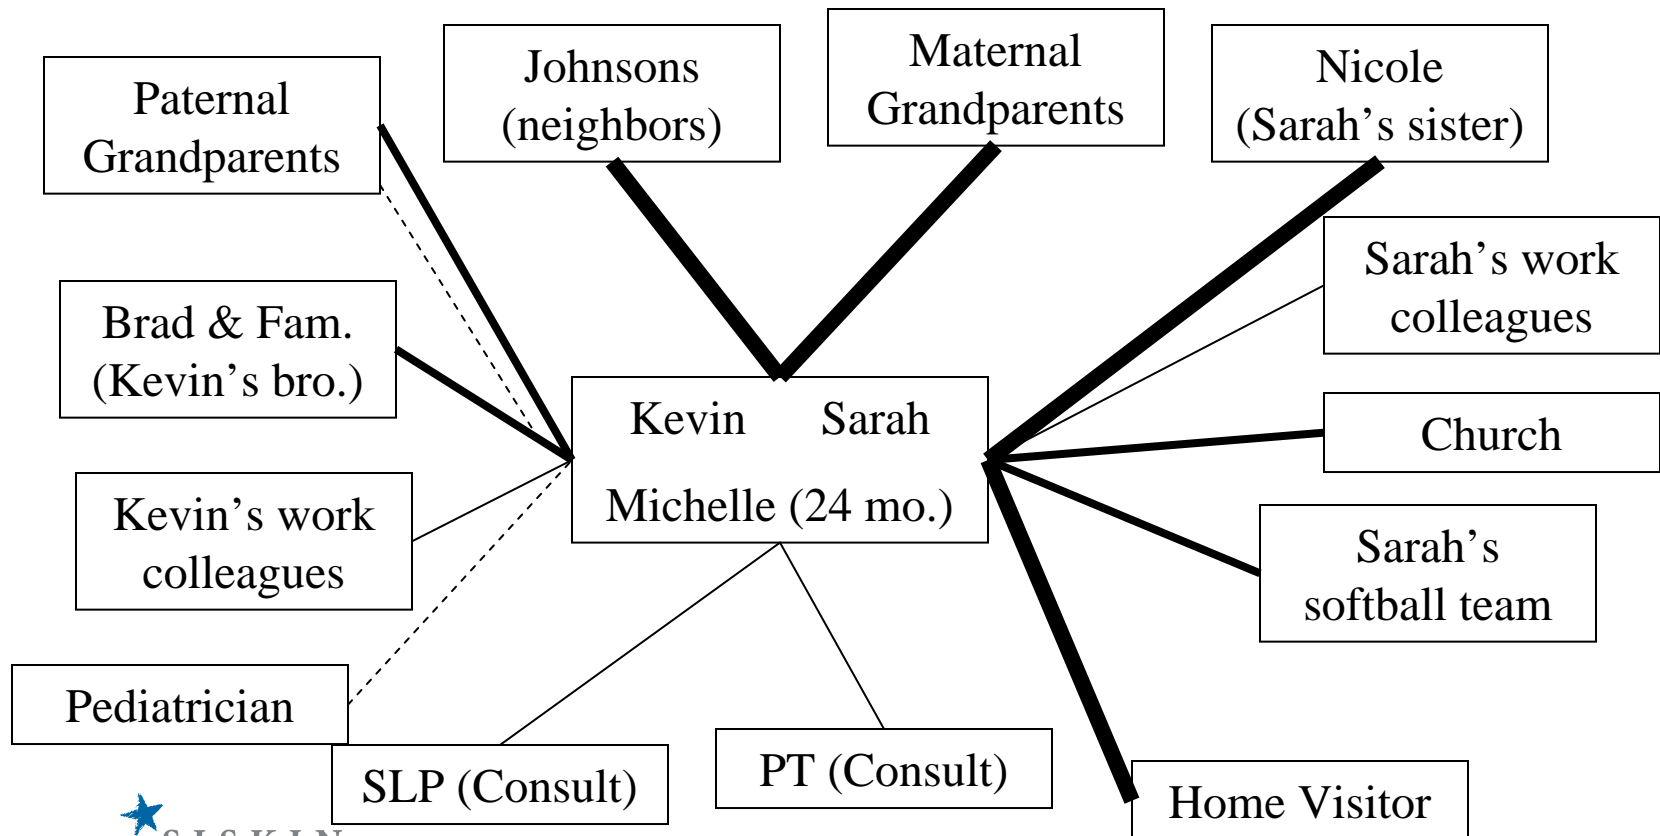 Paternal
Grandparents
Johnsons
(neighbors)
Maternal
Grandparents
Nicole
(Sarah’s sister)
Sarah’s work
colleagues
Brad & Fam.
(Kevin’s bro.)
Kevin Sarah
Michelle (24 mo.)
Church
Kevin’s work
colleagues
Sarah’s
softball team
Pediatrician
SLP (Consult)
PT (Consult)
Home Visitor
SISKIN